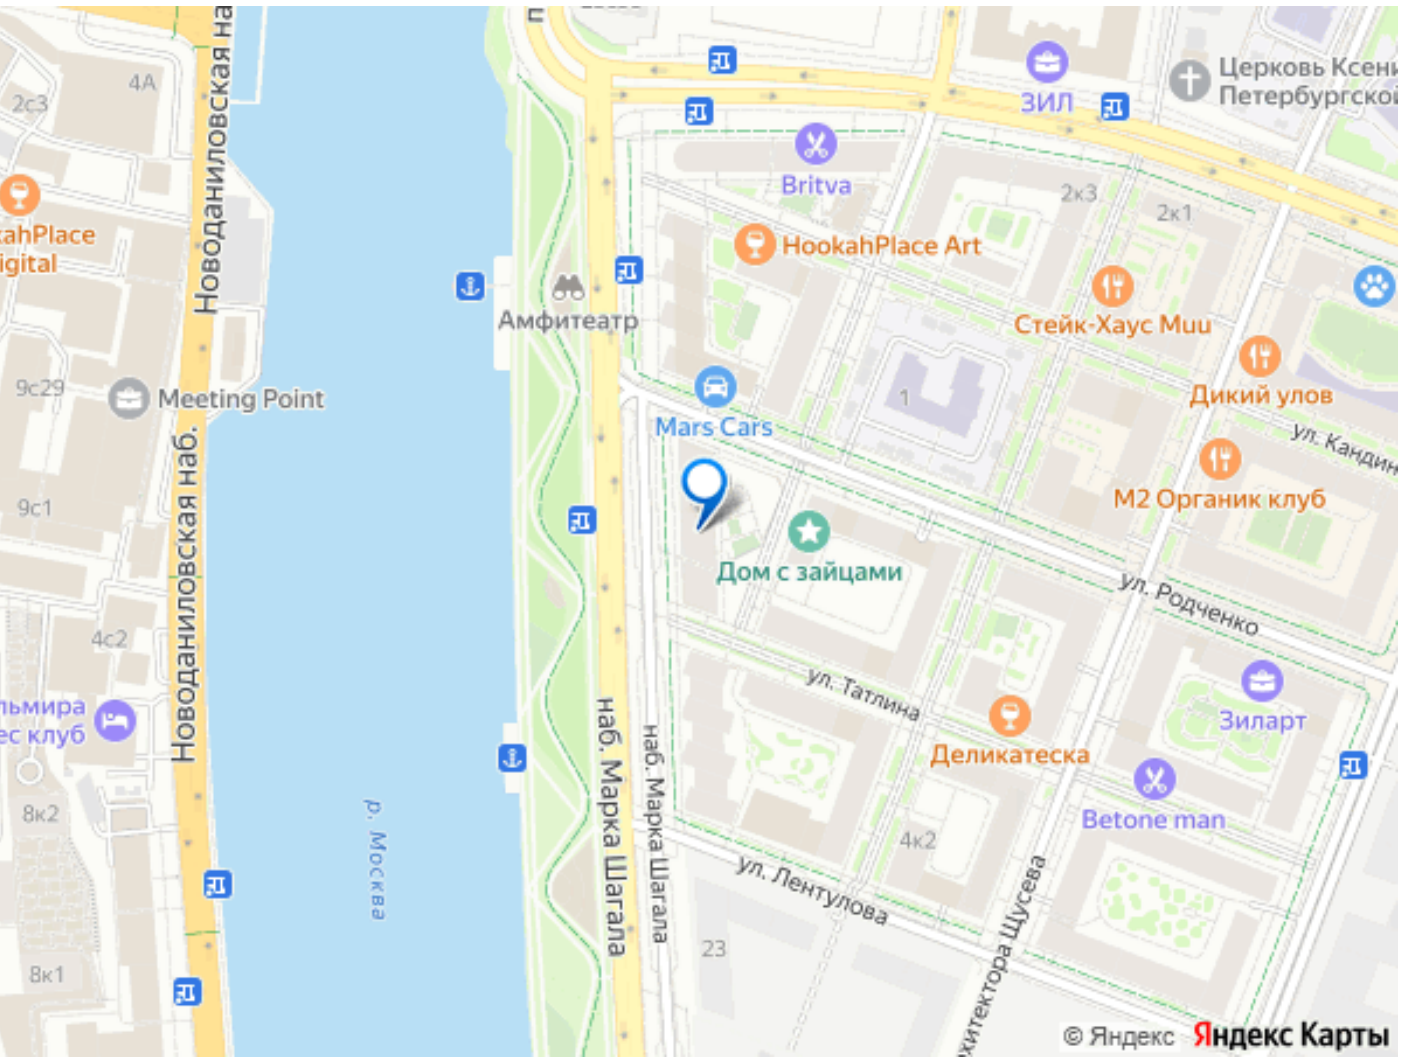 4А
2с3
Новоданиловская на
ЗИЛ
Церковь Ксени
Петербургской
Britva
2к3
2к1
kahPlace
igital
HookahPlace Art
Амфитеатр
Стейк-Хаус Muu
9с29
Meeting Point
Mars Cars
1
Дикий улов
ул. Кандин
9с1
Новоданиловская наб.
М2 Органик клуб
Дом с зайцами
ул. Родченко
4с2
ул. Татлина
льмира
ес клуб
Зиларт
Деликатеска
наб. Марка Шагала
наб. Марка Шагала
8к2
р. Москва
Betone man
4к2
ул. Лентулова
хитектора Щусева
23
8к1
© Яндекс Яндекс Карты